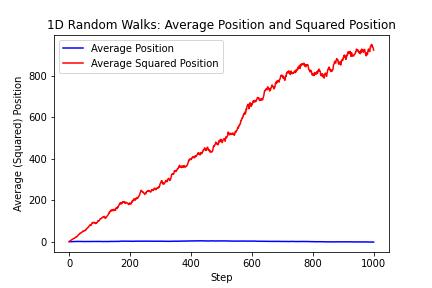 1D Random Walks: Average Position and Squared Position
Average Position
Average Squared Position
Average (Squared) Position
800
600
400
200
0
0 200 400 600 800 1000
Step